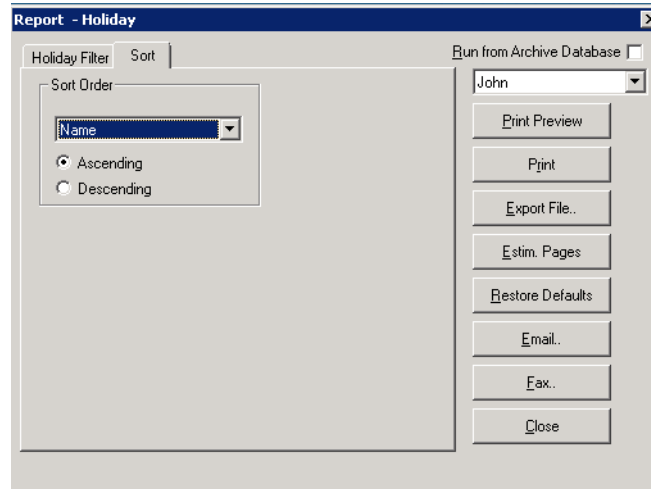 Report - Holiday
Holiday Filter Sort
Run from Archive Database
Sort Order
John
Name
Print Preview
Ascending
Print
Descending
Export File..
Estim. Pages
Restore Defaults
Email..
Fax..
Close